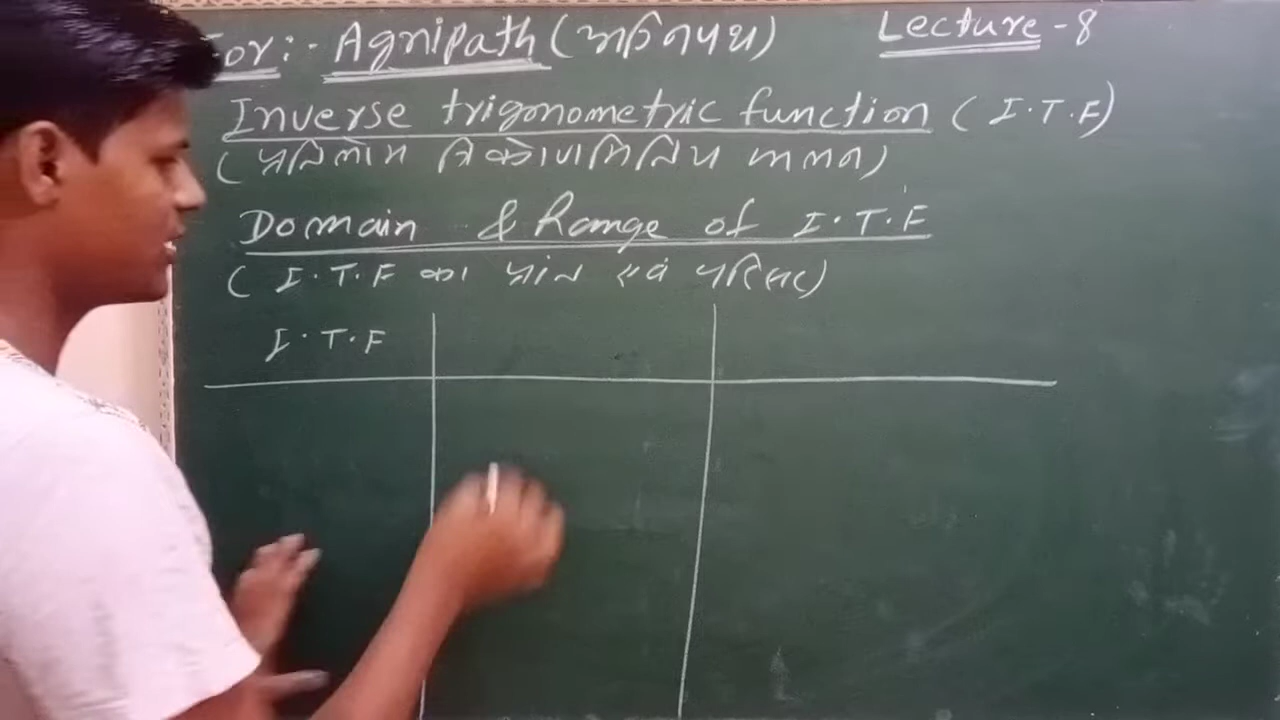 For:- Agnipath (अग्निपथ) Lecture-8
Inverse trigonometric function (I.T.F)
(प्रतिलोम त्रिकोणमितिय फलन)
Domain & Range of I.T.F
(I.T.F का प्रांत एवं परिसर)
I.T.F